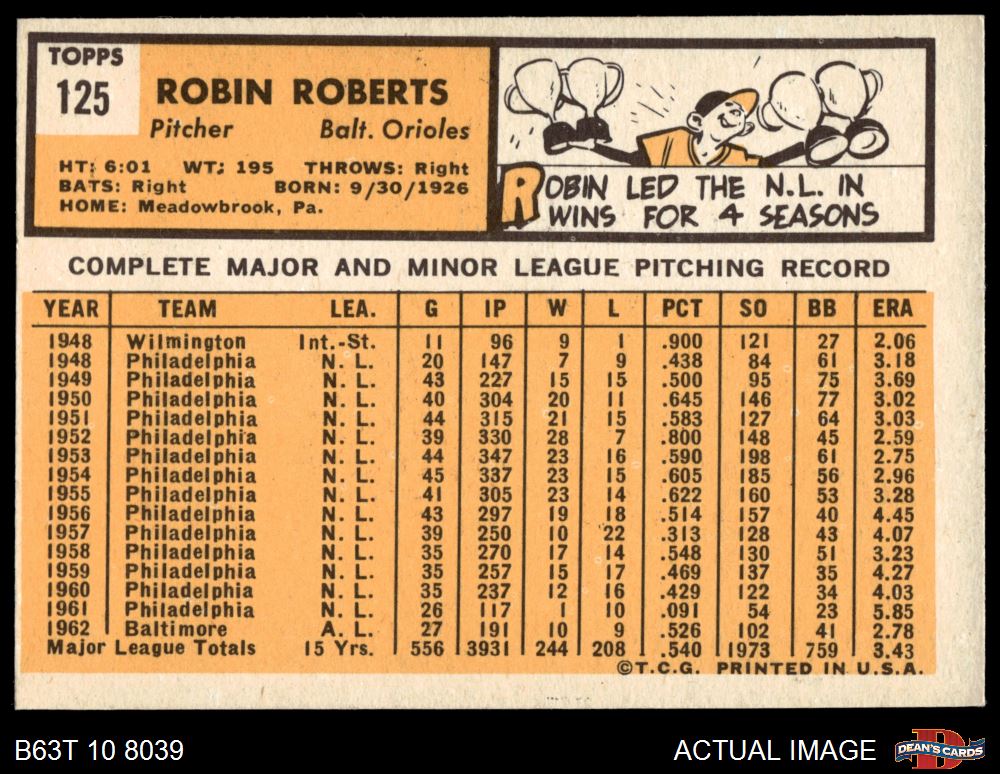 TOPPS
125
ROBIN ROBERTS
Pitcher Balt. Orioles
HT: 6:01 WT: 195 THROWS: Right
BATS: Right BORN: 9/30/1926
HOME: Meadowbrook, Pa.
ROBIN LED THE N.L. IN
WINS FOR 4 SEASONS
COMPLETE MAJOR AND MINOR LEAGUE PITCHING RECORD
YEAR TEAM LEA. G IP W L PCT SO BB ERA
1948 Wilmington Int.-St. 11 96 9 1 .900 121 27 2.06
1948 Philadelphia N. L. 20 147 7 9 .438 84 61 3.18
1949 Philadelphia N. L. 43 227 15 15 .500 95 75 3.69
1950 Philadelphia N. L. 40 304 20 11 .645 146 77 3.02
1951 Philadelphia N. L. 44 315 21 15 .583 127 64 3.03
1952 Philadelphia N. L. 39 330 28 7 .800 148 45 2.59
1953 Philadelphia N. L. 44 347 23 16 .590 198 61 2.75
1954 Philadelphia N. L. 45 337 23 15 .605 185 56 2.96
1955 Philadelphia N. L. 41 305 23 14 .622 160 53 3.28
1956 Philadelphia N. L. 43 297 19 18 .514 157 40 4.45
1957 Philadelphia N. L. 39 250 10 22 .313 128 43 4.07
1958 Philadelphia N. L. 35 270 17 14 .548 130 51 3.23
1959 Philadelphia N. L. 35 257 15 17 .469 137 35 4.27
1960 Philadelphia N. L. 35 237 12 16 .429 122 34 4.03
1961 Philadelphia N. L. 26 117 1 10 .091 54 23 5.85
1962 Baltimore A. L. 27 191 10 9 .526 102 41 2.78
Major League Totals 15 Yrs. 556 3931 244 208 .540 1973 759 3.43
©T.C.G. PRINTED IN U.S.A.
B63T 10 8039 ACTUAL IMAGE DEAN'S CARDS